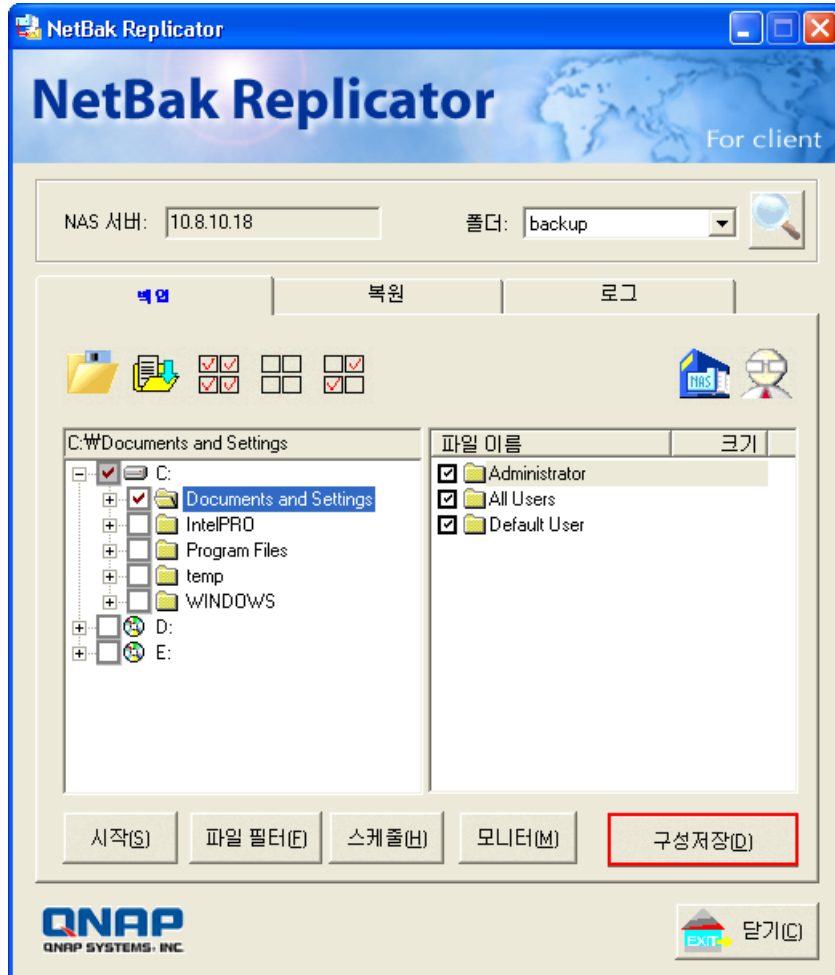 NetBak Replicator
NetBak Replicator
For client
NAS 서버: 10.8.10.18 폴더: backup
백업 복원 로그
NAS
C:₩Documents and Settings
C:
Documents and Settings
IntelPRO
Program Files
temp
WINDOWS
D:
E:
파일 이름 크기
Administrator
All Users
Default User
시작(S) 파일 필터(F) 스케줄(H) 모니터(M) 구성저장(D)
QNAP
QNAP SYSTEMS, INC.
EXIT 닫기(C)